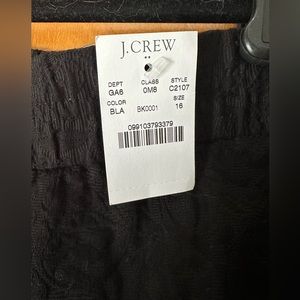 J.CREW
DEPT CLASS STYLE
GA6 0M8 C2107
COLOR SIZE
BLA BK0001 16
099103793379